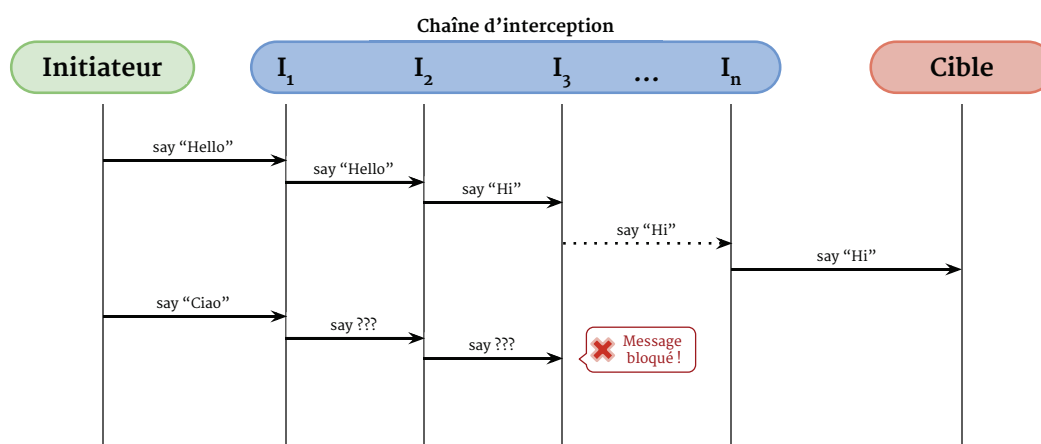 Chaîne d’interception
Initiateur
I1 I2 I3 ... In
Cible
say “Hello”
say “Hello”
say “Hi”
say “Hi”
say “Hi”
say “Ciao”
say ???
say ???
Message
bloqué !